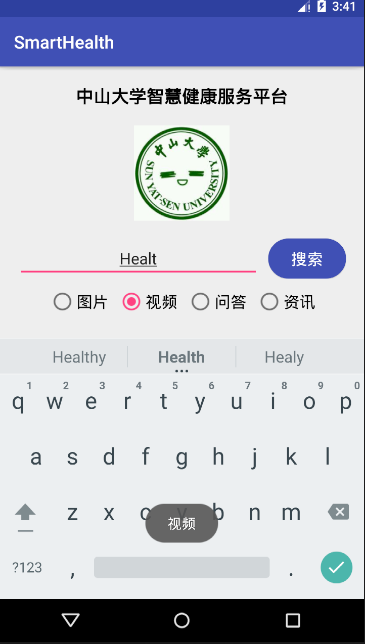 3:41
SmartHealth
中山大学智慧健康服务平台
中山大学
SUN YAT-SEN UNIVERSITY
Healt 搜索
图片 视频 问答 资讯
Healthy Health Healy
1 2 3 4 5 6 7 8 9 0
q w e r t y u i o p
a s d f g h j k l
z x c v b n m
视频
?123 , .